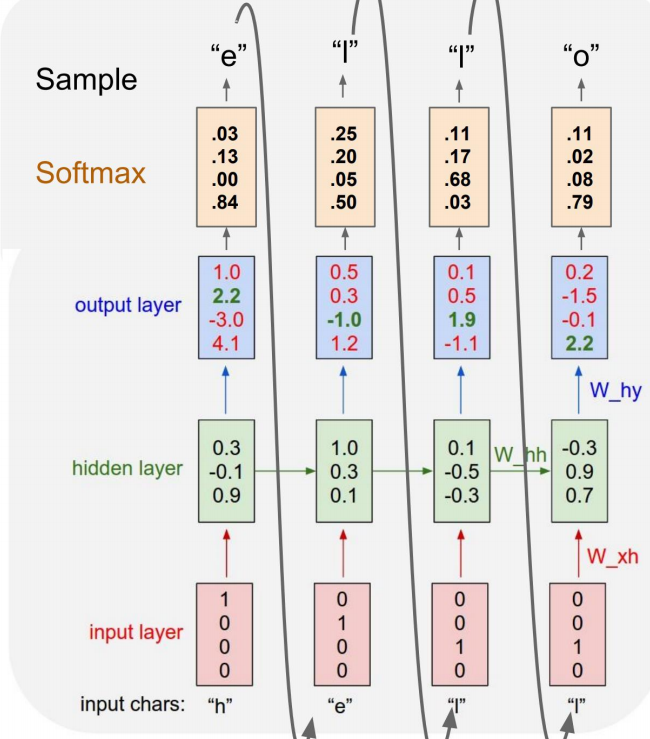 “e” “l” “l” “o”
Sample
.03 .25 .11 .11
.13 .20 .17 .02
Softmax .00 .05 .68 .08
.84 .50 .03 .79
1.0 0.5 0.1 0.2
output layer 2.2 0.3 0.5 -1.5
-3.0 -1.0 1.9 -0.1
4.1 1.2 -1.1 2.2
W_hy
0.3 1.0 0.1 -0.3
W_hh
hidden layer -0.1 0.3 -0.5 0.9
0.9 0.1 -0.3 0.7
W_xh
1 0 0 0
input layer 0 1 0 0
0 0 1 1
0 0 0 0
input chars: “h” “e” “l” “l”